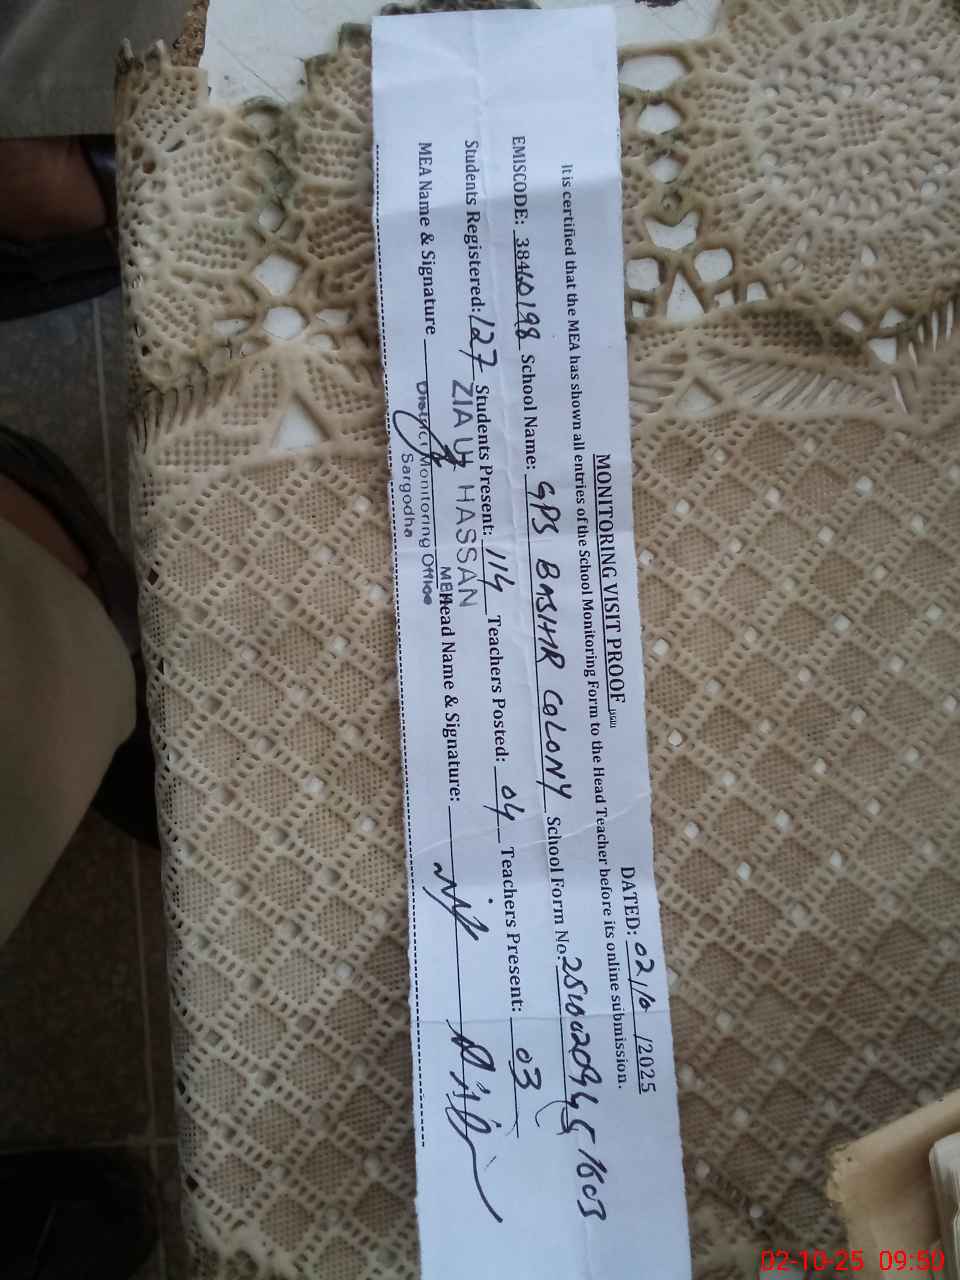 MONITORING VISIT PROOF (SGD)
DATED: 02/10/2025
It is certified that the MEA has shown all entries of the School Monitoring Form to the Head Teacher before its online submission.
EMISCODE: 38460198 School Name: GPS BASHIR COLONY School Form No.
Students Registered: 127 Students Present: 114 Teachers Posted: 04 Teachers Present: 03
MEA Name & Signature ZIA UL HASSAN Head Name & Signature:
MEA
District Monitoring Office
Sargodha
02-10-25 09:50